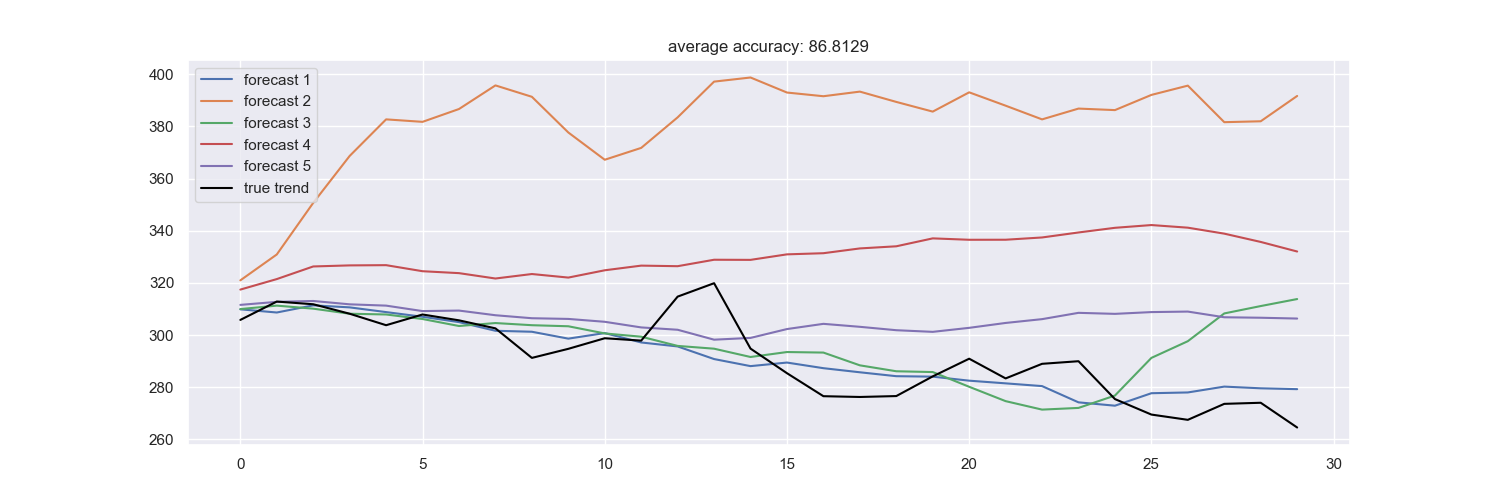 average accuracy: 86.8129
forecast 1
forecast 2
forecast 3
forecast 4
forecast 5
true trend
400
380
360
340
320
300
280
260
0 5 10 15 20 25 30